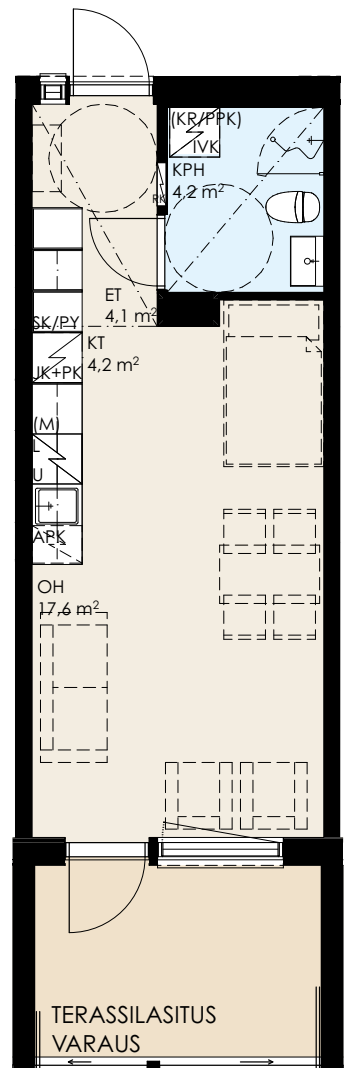 (KR/PPK)
IVK
KPH
4,2 m²
RK
ET
4,1 m²
SK/PY
KT
4,2 m²
JK+PK
(M)
L
U
APK
OH
17,6 m²
TERASSILASITUS
VARAUS